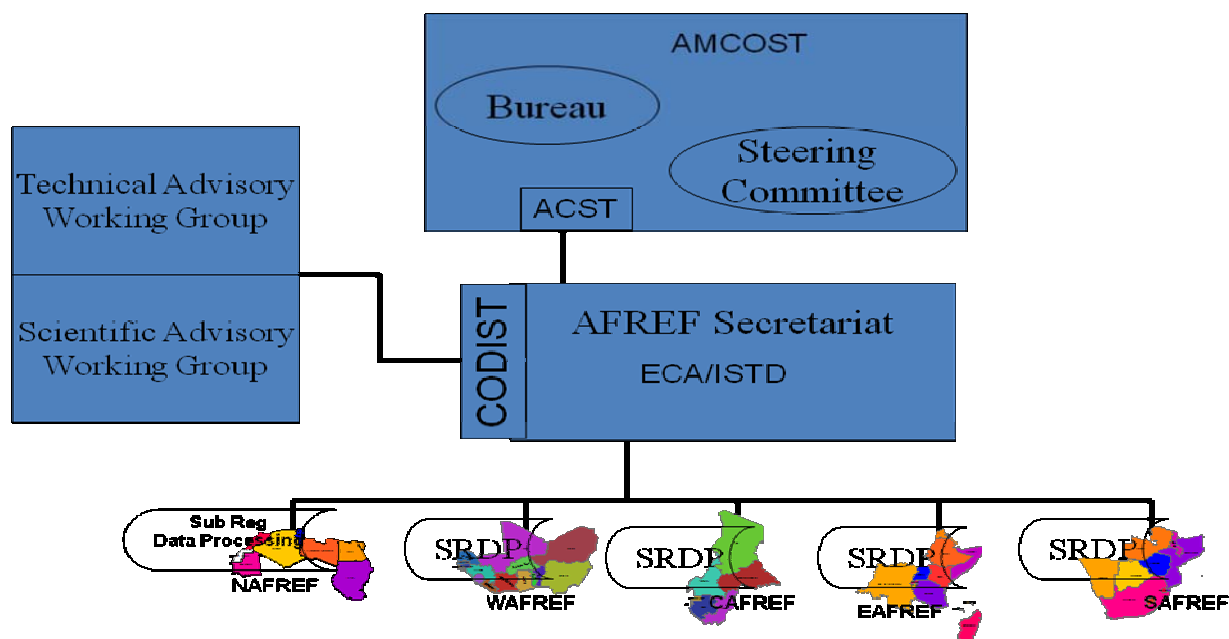 AMCOST
Bureau
Steering
Committee
ACST
Technical Advisory
Working Group
Scientific Advisory
Working Group
CODIST
AFREF Secretariat
ECA/ISTD
Sub Reg
Data Processing
NAFREF
SRDP
WAFREF
SRDP
CAFREF
SRDP
EAFREF
SRDP
SAFREF